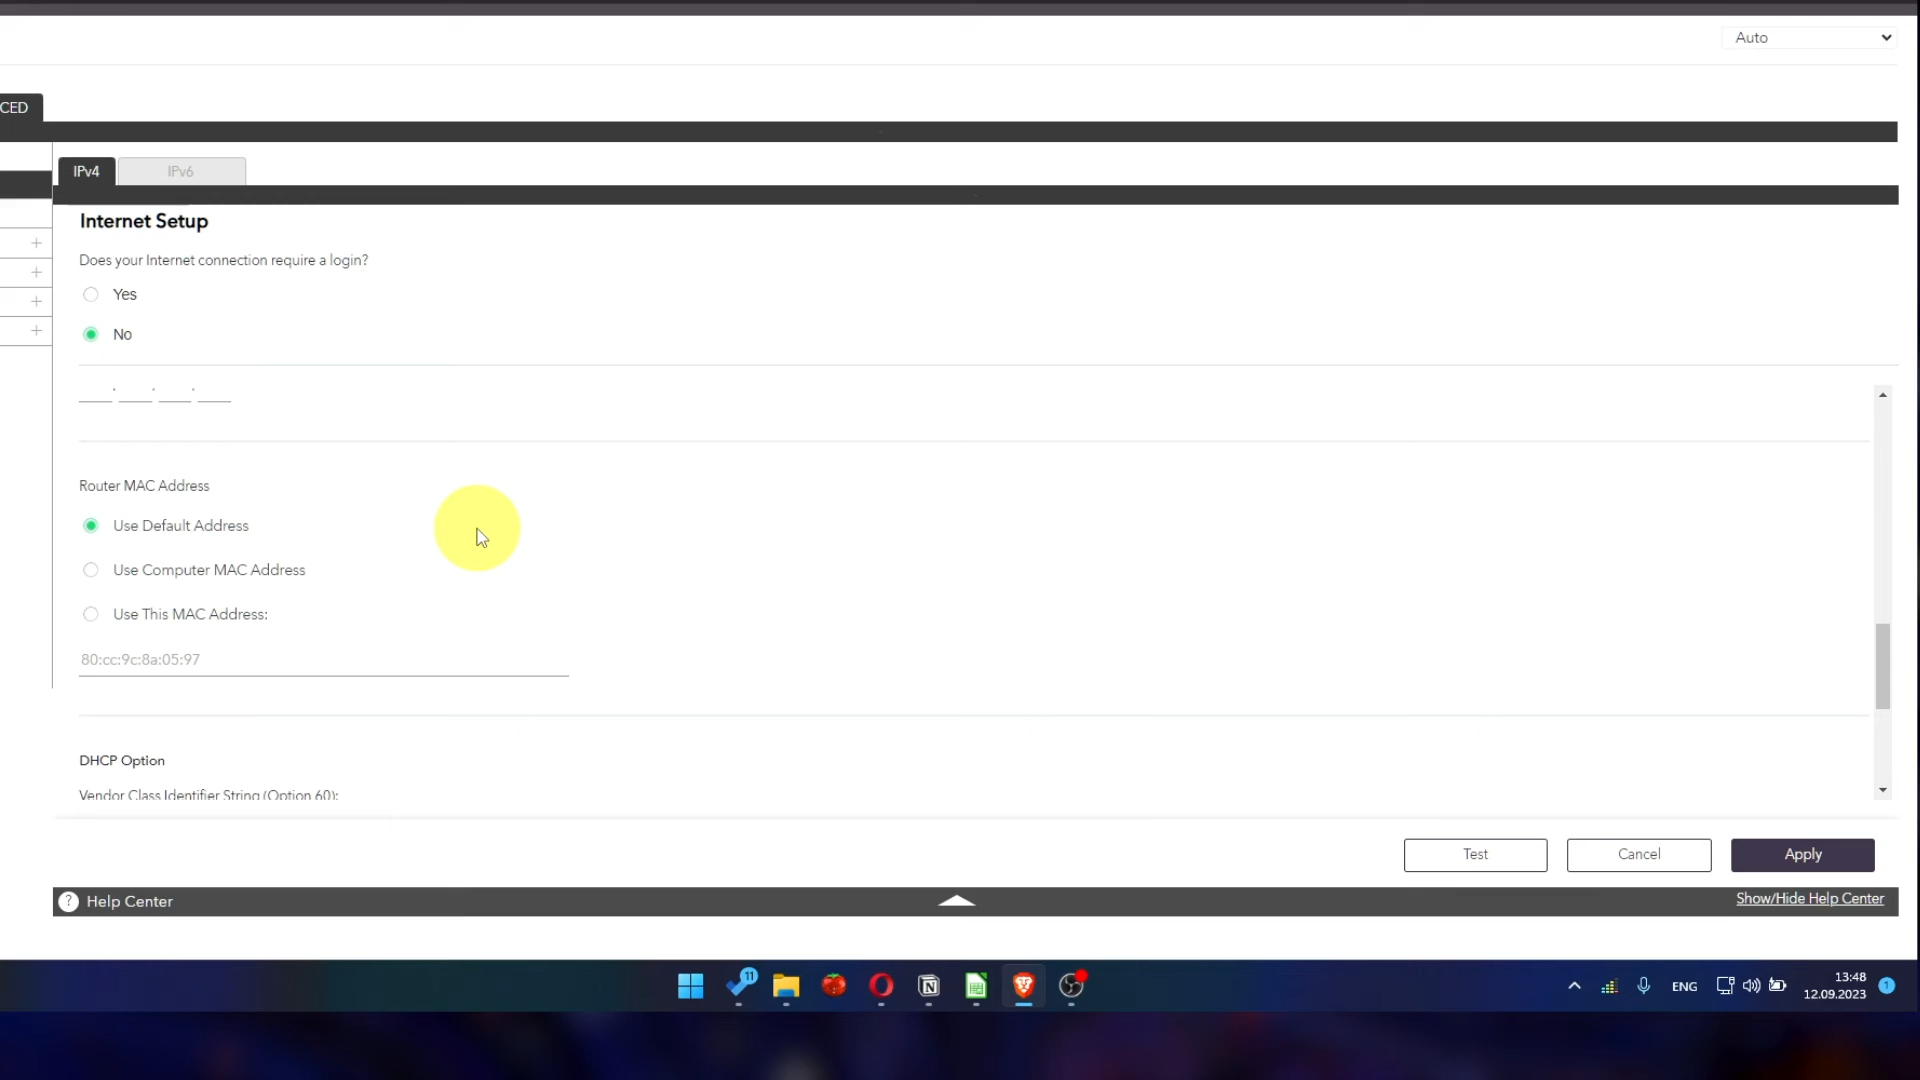 Auto
CED
IPv4
IPv6
Internet Setup
Does your Internet connection require a login?
Yes
No
Router MAC Address
Use Default Address
Use Computer MAC Address
Use This MAC Address:
80:cc:9c:8a:05:97
DHCP Option
Vendor Class Identifier String (Option 60):
Test
Cancel
Apply
? Help Center
Show/Hide Help Center
11
ENG
13:48
12.09.2023
1